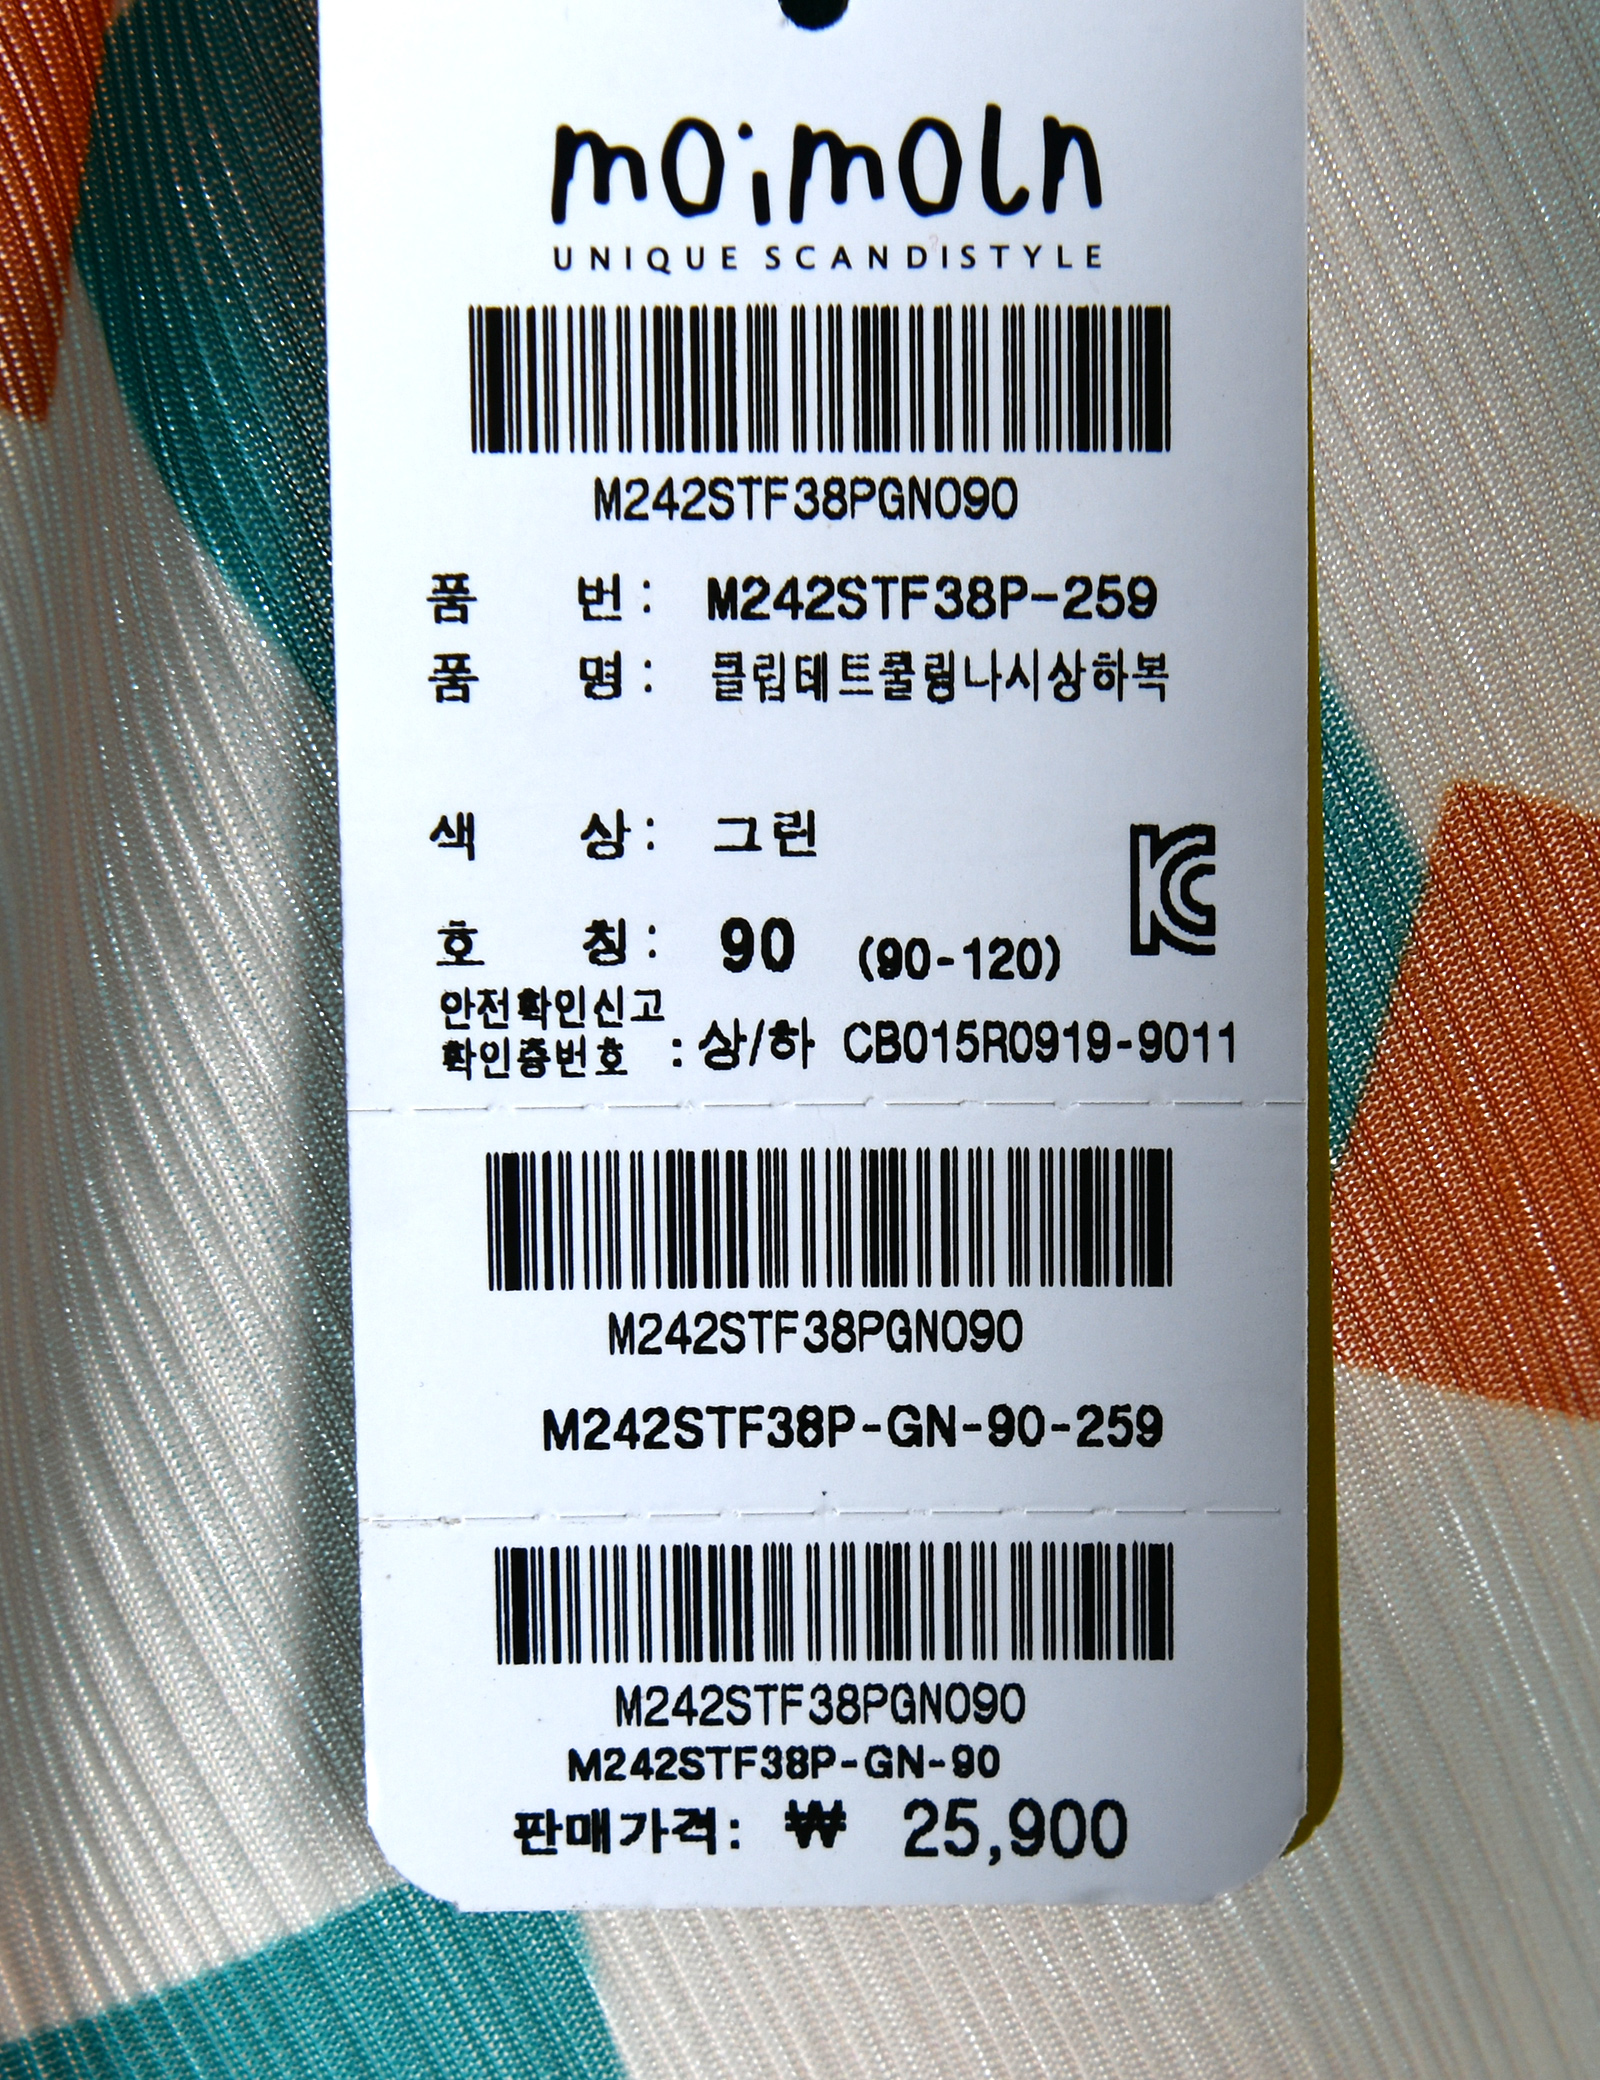 moimoln
UNIQUE SCANDISTYLE
M242STF38PGN090
품 번 : M242STF38P-259
품 명 : 클립테트쿨링나시상하복
색 상 : 그린
호 칭 : 90 (90-120)
안전확인신고
확인증번호 : 상/하 CB015R0919-9011
M242STF38PGN090
M242STF38P-GN-90-259
M242STF38PGN090
M242STF38P-GN-90
판매가격: ₩ 25,900